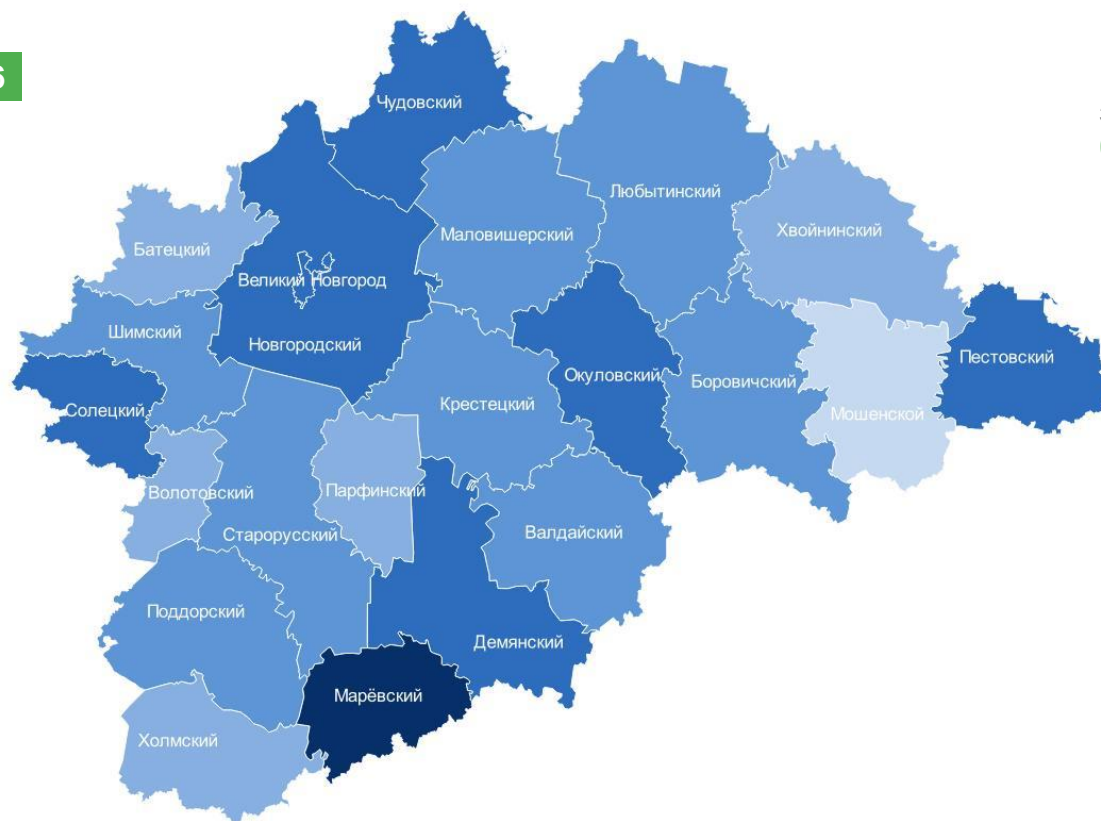 6
Чудовский
Любытинский
Хвойнинский
Маловишерский
Батецкий
Великий Новгород
Шимский
Новгородский
Пестовский
Окуловский
Боровичский
Солецкий
Крестецкий
Мошенской
Волотовский
Парфинский
Старорусский
Валдайский
Поддорский
Демянский
Марёвский
Холмский